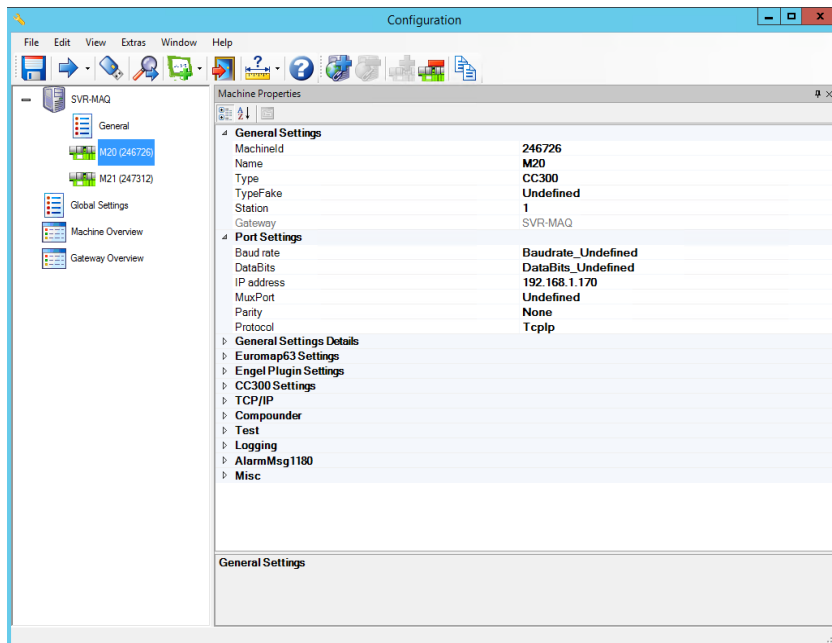 Configuration
File Edit View Extras Window Help
SVR-MAQ
General
M20 (246726)
M21 (247312)
Global Settings
Machine Overview
Gateway Overview
Machine Properties
General Settings
MachineId 246726
Name M20
Type CC300
TypeFake Undefined
Station 1
Gateway SVR-MAQ
Port Settings
Baud rate Baudrate_Undefined
DataBits DataBits_Undefined
IP address 192.168.1.170
MuxPort Undefined
Parity None
Protocol TcpIp
General Settings Details
Euromap63 Settings
Engel Plugin Settings
CC300 Settings
TCP/IP
Compounder
Test
Logging
AlarmMsg1180
Misc
General Settings